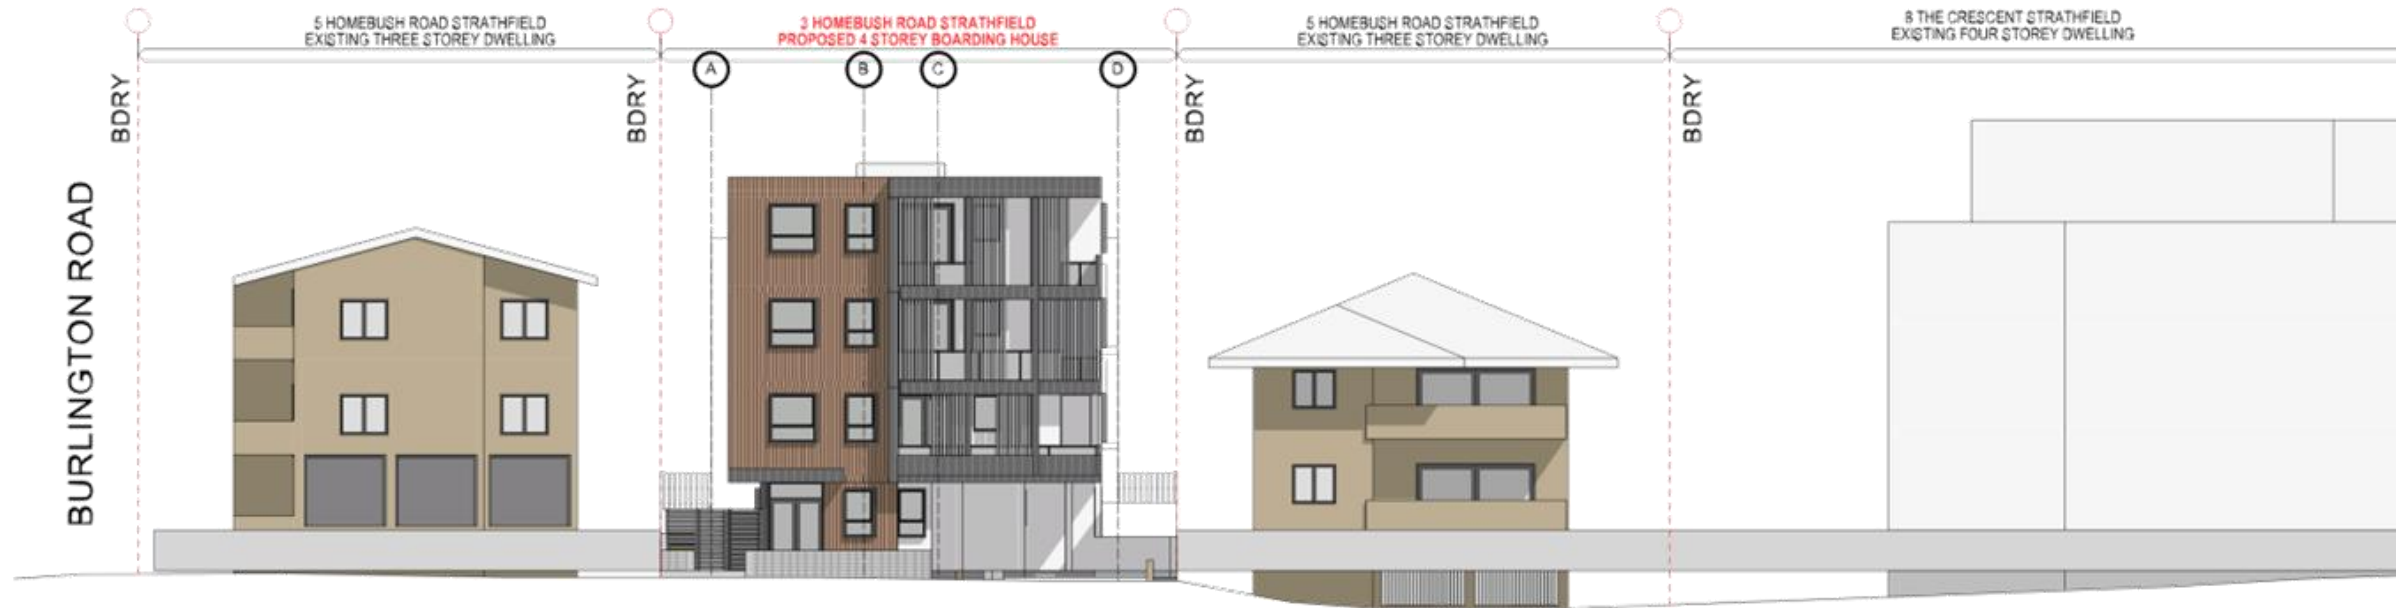 5 HOMEBUSH ROAD STRATHFIELD
EXISTING THREE STOREY DWELLING
3 HOMEBUSH ROAD STRATHFIELD
PROPOSED 4 STOREY BOARDING HOUSE
5 HOMEBUSH ROAD STRATHFIELD
EXISTING THREE STOREY DWELLING
8 THE CRESCENT STRATHFIELD
EXISTING FOUR STOREY DWELLING
A
B
C
D
BDRY
BDRY
BDRY
BDRY
BURLINGTON ROAD